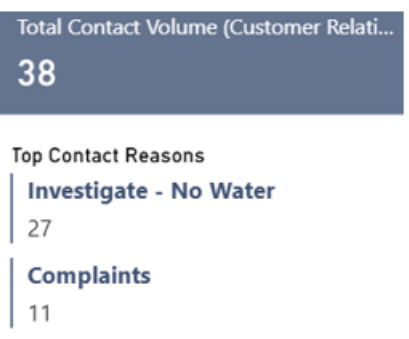 Total Contact Volume (Customer Relati...
38
Top Contact Reasons
Investigate - No Water
27
Complaints
11